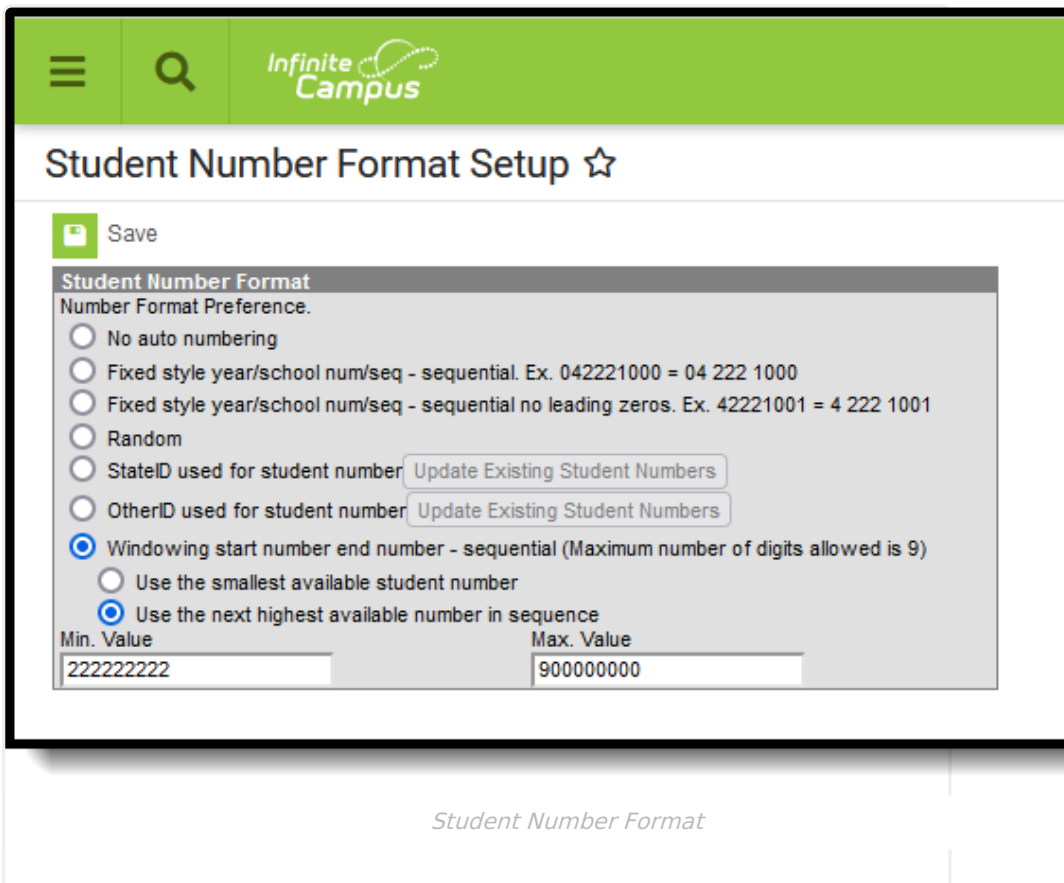 Infinite
Campus
Student Number Format Setup
Save
Student Number Format
Number Format Preference.
No auto numbering
Fixed style year/school num/seq - sequential. Ex. 042221000 = 04 222 1000
Fixed style year/school num/seq - sequential no leading zeros. Ex. 42221001 = 4 222 1001
Random
StateID used for student number Update Existing Student Numbers
OtherID used for student number Update Existing Student Numbers
Windowing start number end number - sequential (Maximum number of digits allowed is 9)
Use the smallest available student number
Use the next highest available number in sequence
Min. Value Max. Value
222222222 900000000
Student Number Format